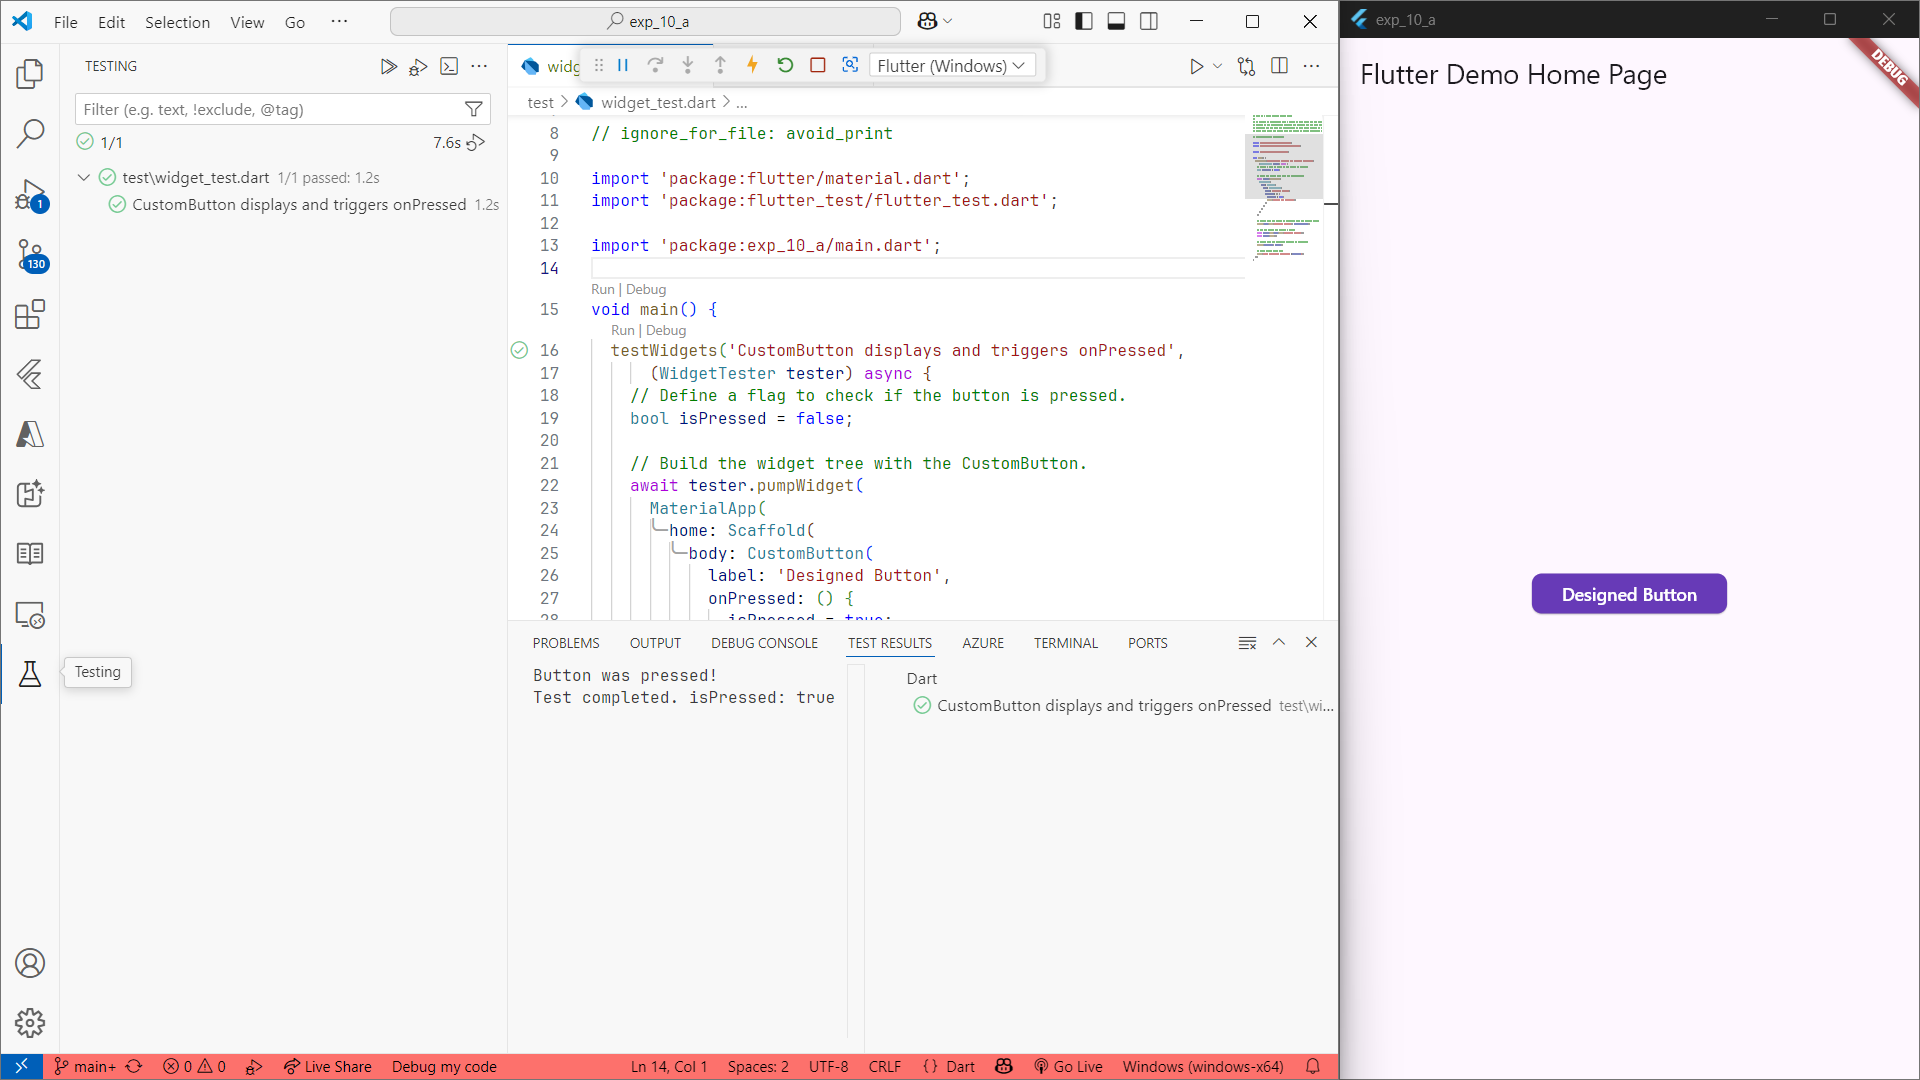 File Edit Selection View Go ···
exp_10_a
TESTING
Filter (e.g. text, !exclude, @tag)
1/1
7.6s
test\widget_test.dart 1/1 passed: 1.2s
CustomButton displays and triggers onPressed 1.2s
1
130
Testing
widg
Flutter (Windows)
test > widget_test.dart > ...
8 // ignore_for_file: avoid_print
9
10 import 'package:flutter/material.dart';
11 import 'package:flutter_test/flutter_test.dart';
12
13 import 'package:exp_10_a/main.dart';
14
Run | Debug
15 void main() {
Run | Debug
16 testWidgets('CustomButton displays and triggers onPressed',
17 (WidgetTester tester) async {
18 // Define a flag to check if the button is pressed.
19 bool isPressed = false;
20
21 // Build the widget tree with the CustomButton.
22 await tester.pumpWidget(
23 MaterialApp(
24 home: Scaffold(
25 body: CustomButton(
26 label: 'Designed Button',
27 onPressed: () {
28 isPressed = true;
PROBLEMS OUTPUT DEBUG CONSOLE TEST RESULTS AZURE TERMINAL PORTS
Button was pressed!
Test completed. isPressed: true
Dart
CustomButton displays and triggers onPressed test\wi...
main+ 0 0 Live Share Debug my code Ln 14, Col 1 Spaces: 2 UTF-8 CRLF {} Dart Go Live Windows (windows-x64)
exp_10_a
Flutter Demo Home Page
DEBUG
Designed Button